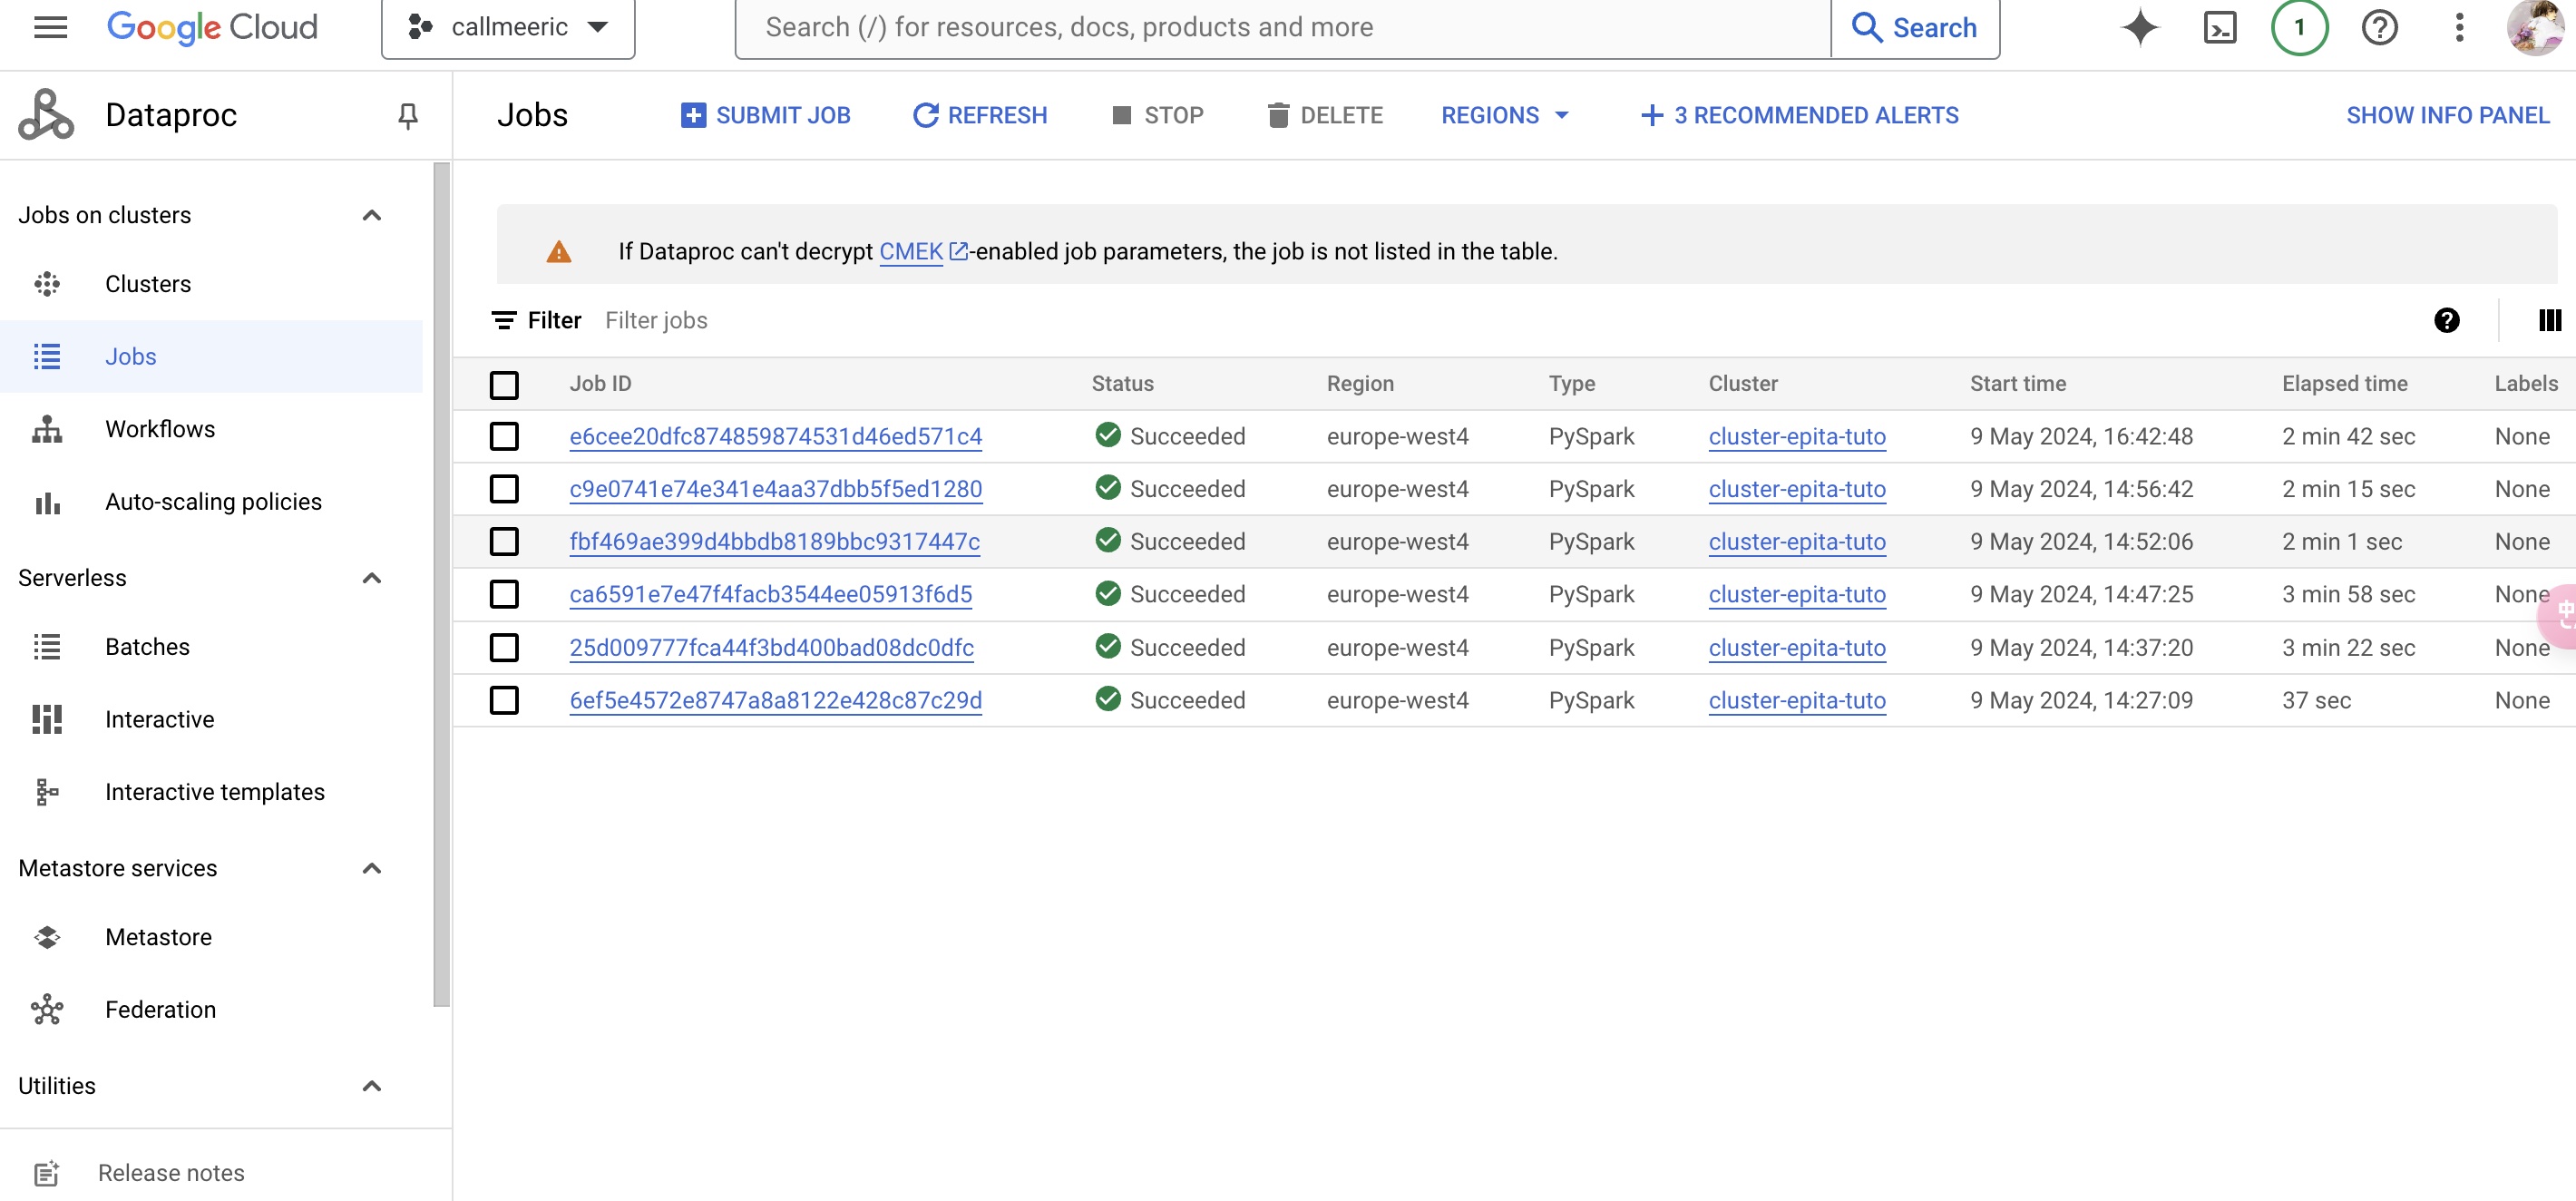 Google Cloud callmeeric Search (/) for resources, docs, products and more Search 1
Dataproc
Jobs SUBMIT JOB REFRESH STOP DELETE REGIONS + 3 RECOMMENDED ALERTS SHOW INFO PANEL
Jobs on clusters
Clusters
Jobs
Workflows
Auto-scaling policies
Serverless
Batches
Interactive
Interactive templates
Metastore services
Metastore
Federation
Utilities
Release notes
If Dataproc can't decrypt CMEK -enabled job parameters, the job is not listed in the table.
Filter Filter jobs
Job ID Status Region Type Cluster Start time Elapsed time Labels
e6cee20dfc874859874531d46ed571c4 Succeeded europe-west4 PySpark cluster-epita-tuto 9 May 2024, 16:42:48 2 min 42 sec None
c9e0741e74e341e4aa37dbb5f5ed1280 Succeeded europe-west4 PySpark cluster-epita-tuto 9 May 2024, 14:56:42 2 min 15 sec None
fbf469ae399d4bbdb8189bbc9317447c Succeeded europe-west4 PySpark cluster-epita-tuto 9 May 2024, 14:52:06 2 min 1 sec None
ca6591e7e47f4facb3544ee05913f6d5 Succeeded europe-west4 PySpark cluster-epita-tuto 9 May 2024, 14:47:25 3 min 58 sec None
25d009777fca44f3bd400bad08dc0dfc Succeeded europe-west4 PySpark cluster-epita-tuto 9 May 2024, 14:37:20 3 min 22 sec None
6ef5e4572e8747a8a8122e428c87c29d Succeeded europe-west4 PySpark cluster-epita-tuto 9 May 2024, 14:27:09 37 sec None